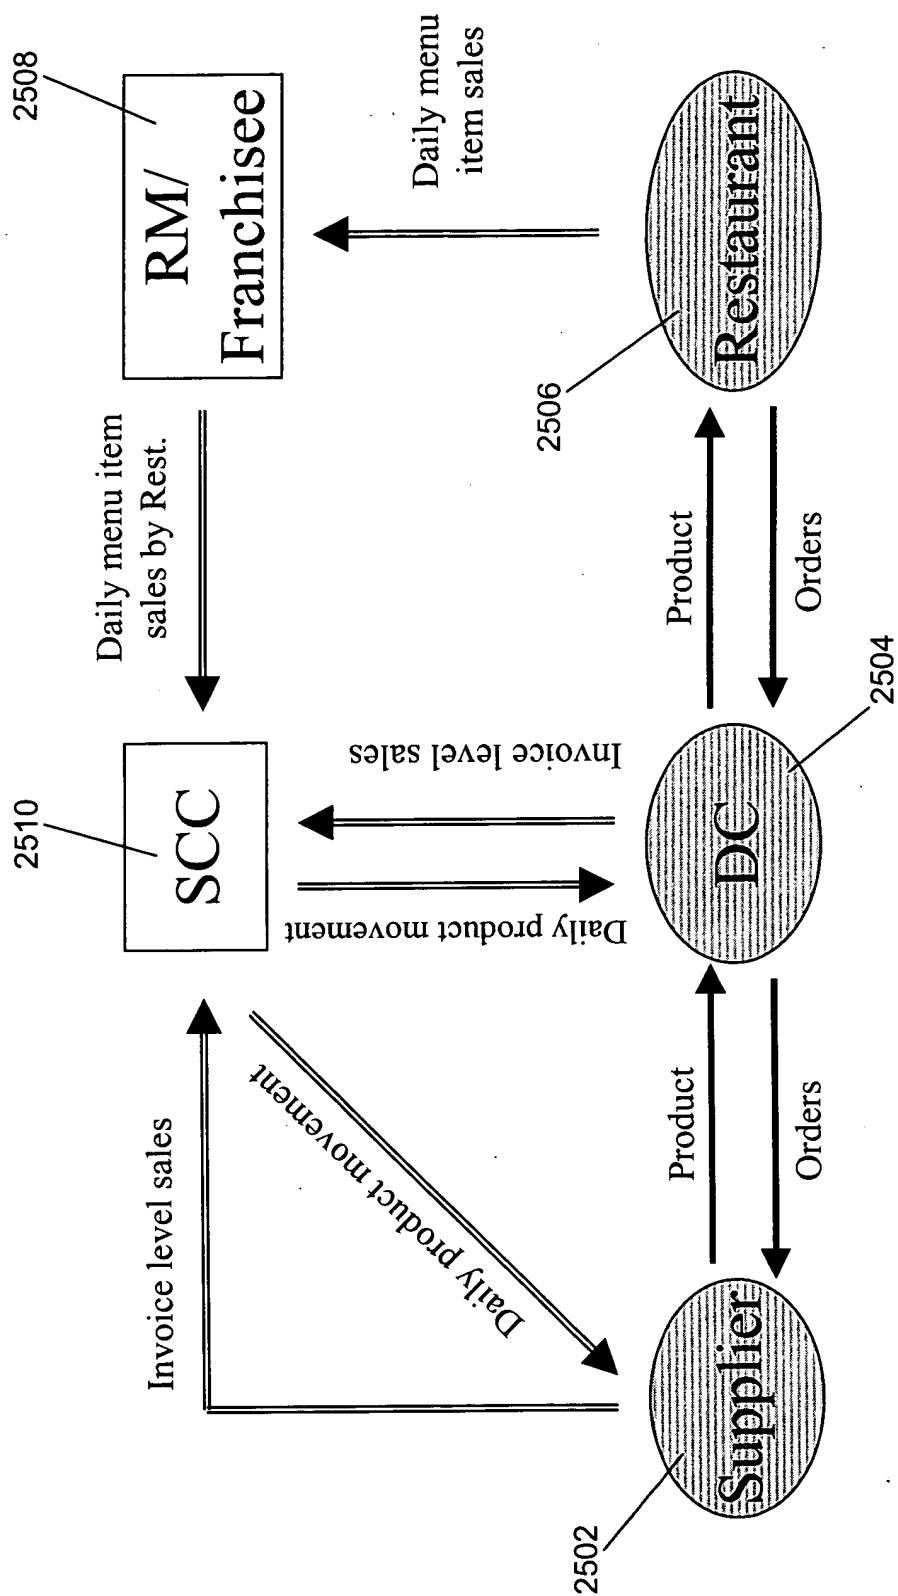 2510
2508
SCC
RM/
Franchisee
Invoice level sales
Daily menu item
sales by Rest.
Daily product movement
Daily product movement
Invoice level sales
Daily menu
item sales
2502
2506
Supplier
Product
Orders
DC
Product
Orders
Restaurant
2504